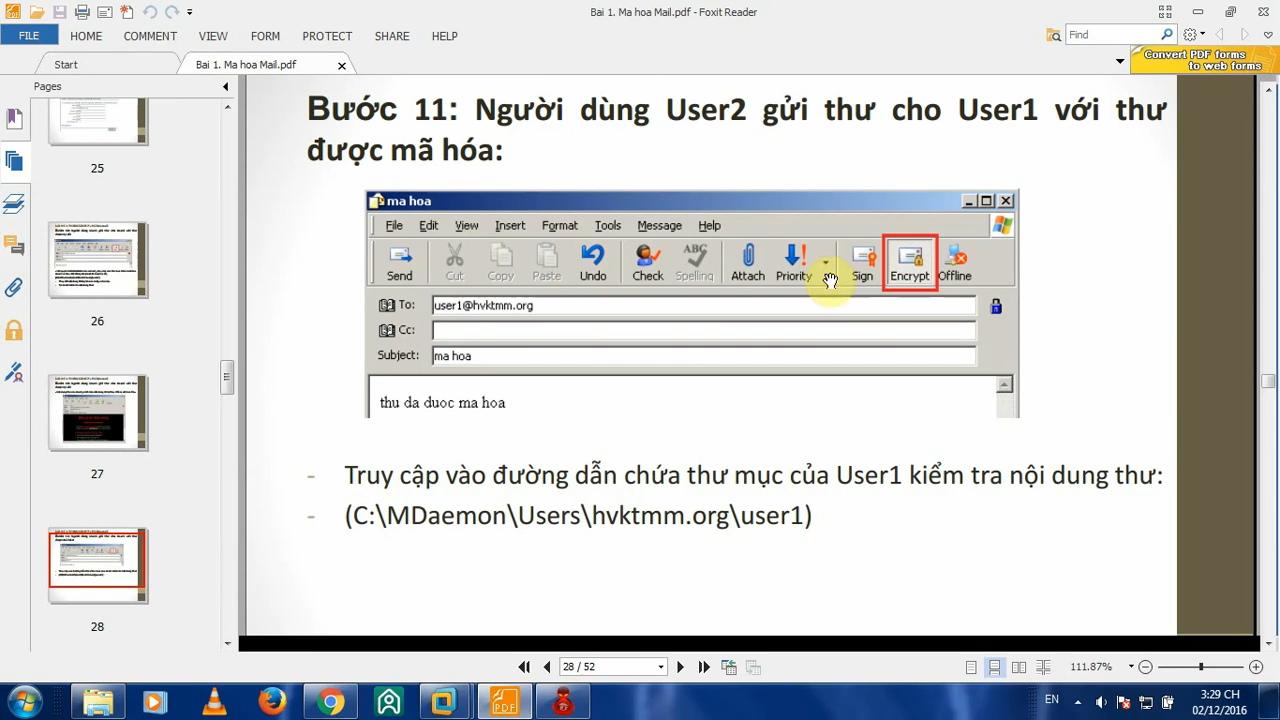 Bai 1. Ma hoa Mail.pdf - Foxit Reader
FILE HOME COMMENT VIEW FORM PROTECT SHARE HELP
Find
Start
Bai 1. Ma hoa Mail.pdf
Convert PDF forms
to web forms
Pages
25
26
27
28
Bước 11: Người dùng User2 gửi thư cho User1 với thư
được mã hóa:
ma hoa
File Edit View Insert Format Tools Message Help
Send Cut Copy Paste Undo Check Spelling Attach Priority Sign Encrypt Offline
To: user1@hvktmm.org
Cc:
Subject: ma hoa
thu da duoc ma hoa
- Truy cập vào đường dẫn chứa thư mục của User1 kiểm tra nội dung thư:
- (C:\MDaemon\Users\hvktmm.org\user1)
28 / 52
111.87%
EN
3:29 CH
02/12/2016